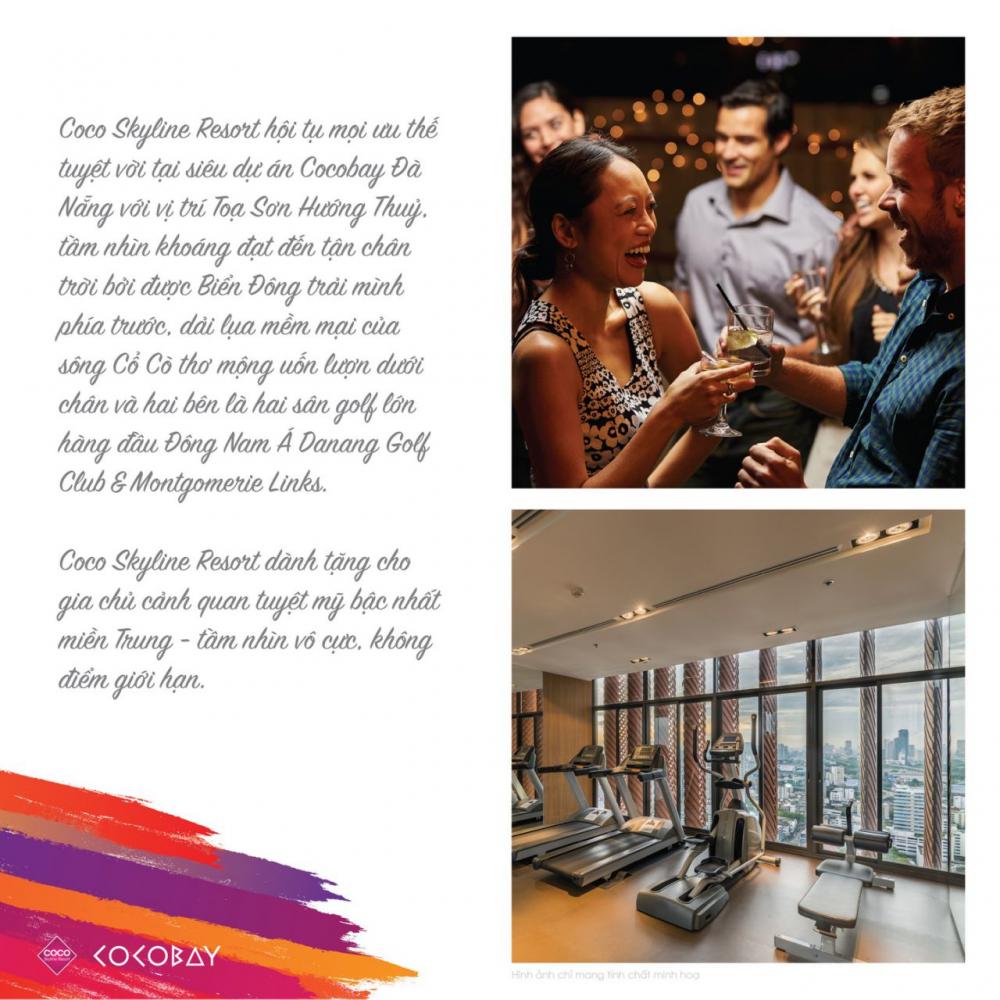 Coco Skyline Resort hội tụ mọi ưu thế
tuyệt vời tại siêu dự án Cocobay Đà
Nẵng với vị trí Toạ Sơn Hướng Thuỷ,
tầm nhìn khoáng đạt đến tận chân
trời bởi được Biển Đông trải mình
phía trước, dải lụa mềm mại của
sông Cổ Cò thơ mộng uốn lượn dưới
chân và hai bên là hai sân golf lớn
hàng đầu Đông Nam Á Danang Golf
Club & Montgomerie Links.
Coco Skyline Resort dành tặng cho
gia chủ cảnh quan tuyệt mỹ bậc nhất
miền Trung - tầm nhìn vô cực, không
điểm giới hạn.
COCO
Skyline Resort
COCOBAY
Hình ảnh chỉ mang tính chất minh hoạ